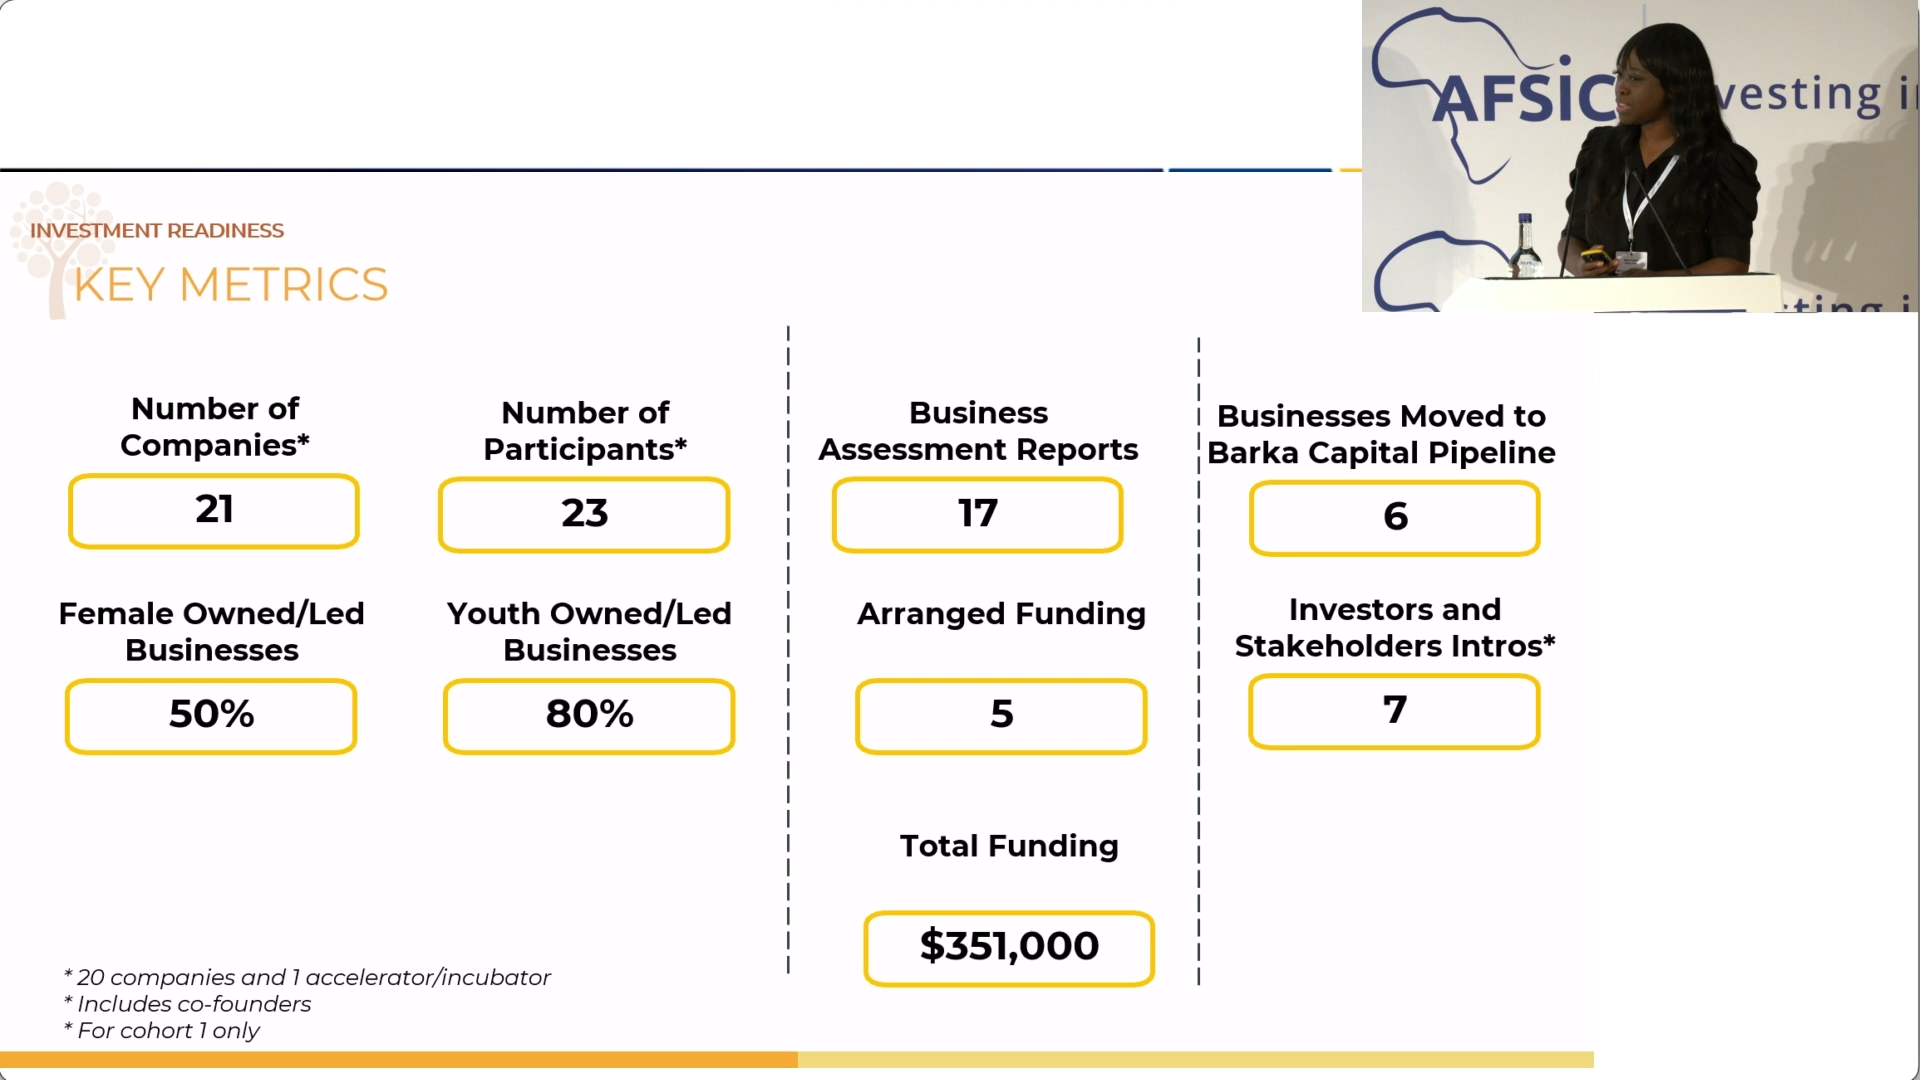 AFSIC
vesting i
ting i
INVESTMENT READINESS
KEY METRICS
Number of
Companies*
21
Number of
Participants*
23
Business
Assessment Reports
17
Businesses Moved to
Barka Capital Pipeline
6
Female Owned/Led
Businesses
50%
Youth Owned/Led
Businesses
80%
Arranged Funding
5
Investors and
Stakeholders Intros*
7
Total Funding
$351,000
* 20 companies and 1 accelerator/incubator
* Includes co-founders
* For cohort 1 only